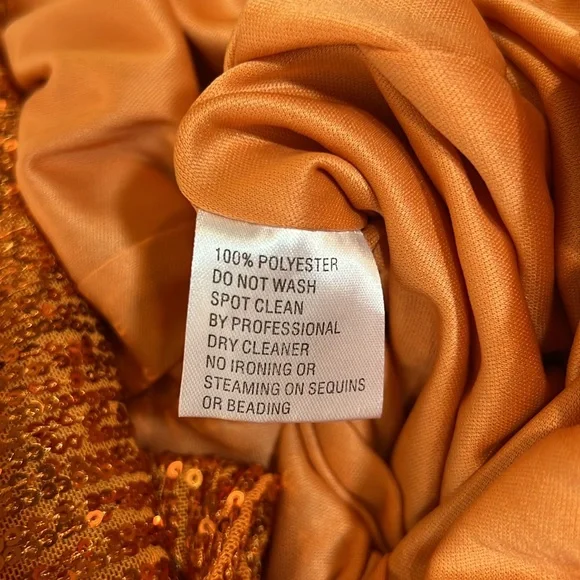 100% POLYESTER
DO NOT WASH
SPOT CLEAN
BY PROFESSIONAL
DRY CLEANER
NO IRONING OR
STEAMING ON SEQUINS
OR BEADING